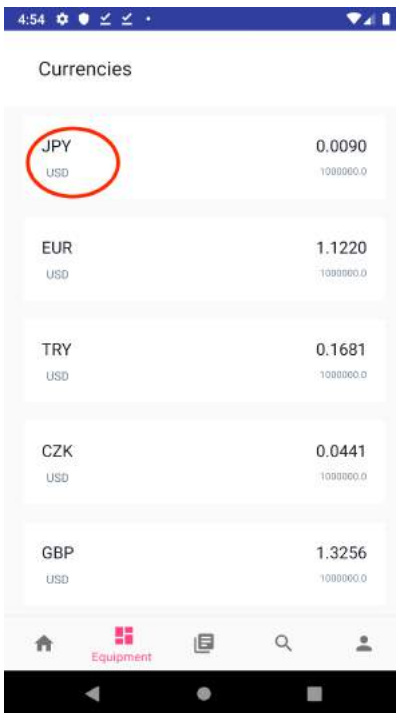 4:54
Currencies
JPY 0.0090
USD 1000000.0
EUR 1.1220
USD 1000000.0
TRY 0.1681
USD 1000000.0
CZK 0.0441
USD 1000000.0
GBP 1.3256
USD 1000000.0
Equipment